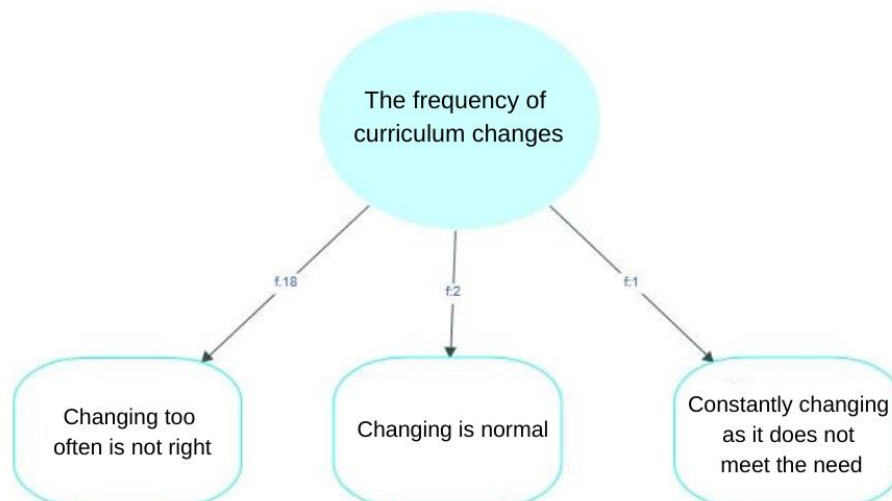 The frequency of
curriculum changes
f:18
f:2
f:1
Changing too
often is not right
Changing is normal
Constantly changing
as it does not
meet the need